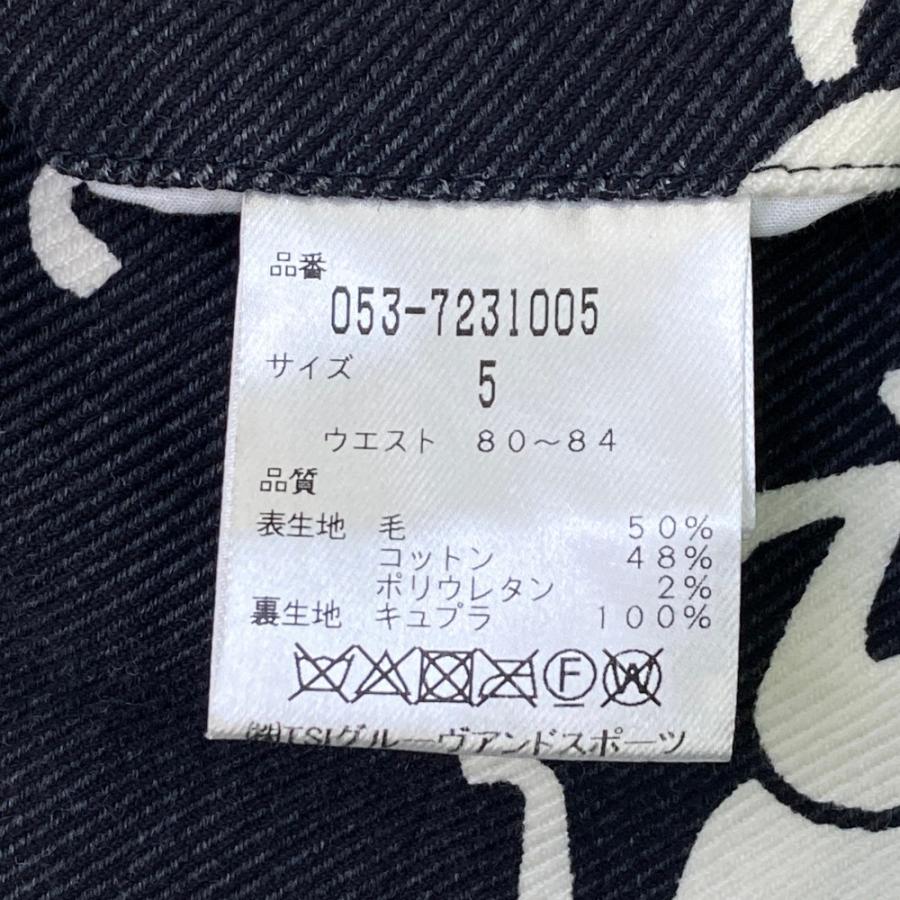 品番
053-7231005
サイズ 5
ウエスト 80〜84
品質
表生地 毛 50%
コットン 48%
ポリウレタン 2%
裏生地 キュプラ 100%
F W
㈱TSIグルーヴアンドスポーツ